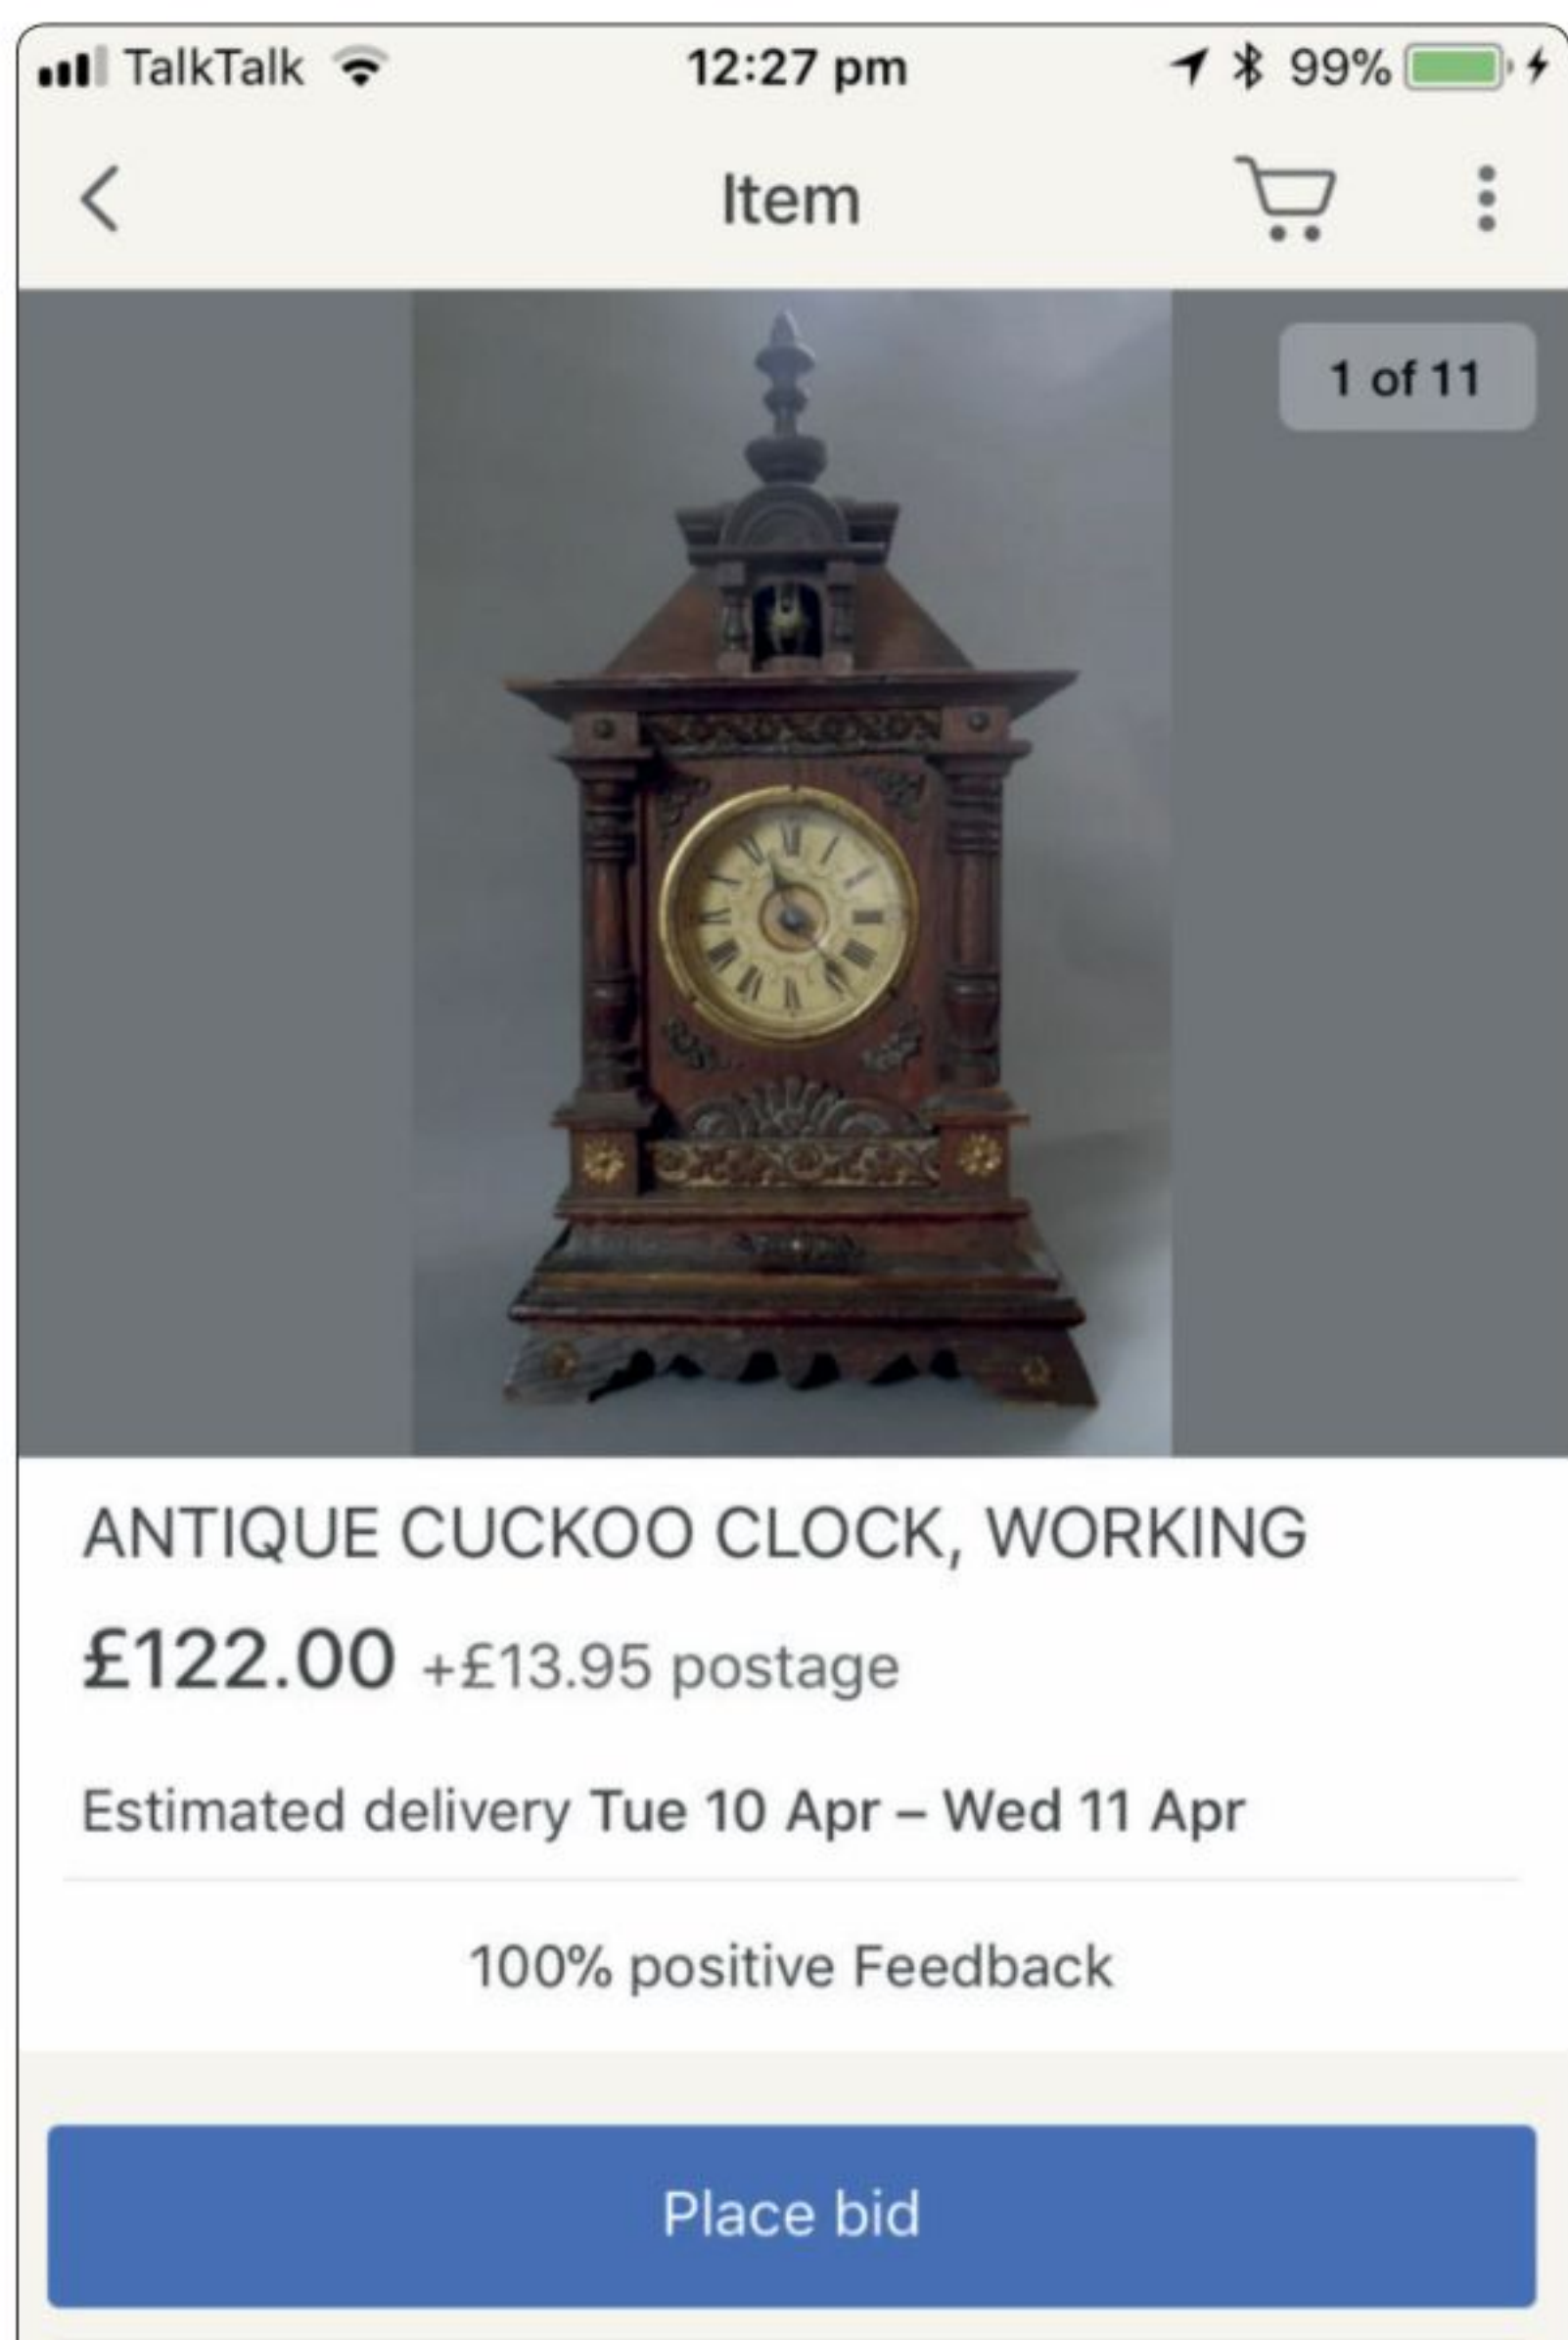 TalkTalk 12:27 pm 99%
Item
1 of 11
ANTIQUE CUCKOO CLOCK, WORKING
£122.00 +£13.95 postage
Estimated delivery Tue 10 Apr – Wed 11 Apr
100% positive Feedback
Place bid